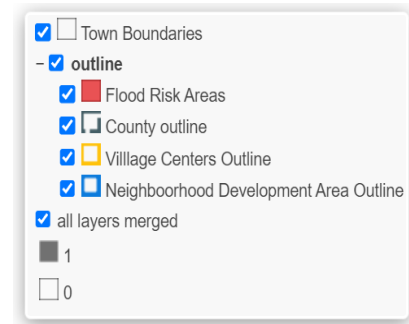 Town Boundaries
– outline
Flood Risk Areas
County outline
Villlage Centers Outline
Neighboorhood Development Area Outline
all layers merged
1
0